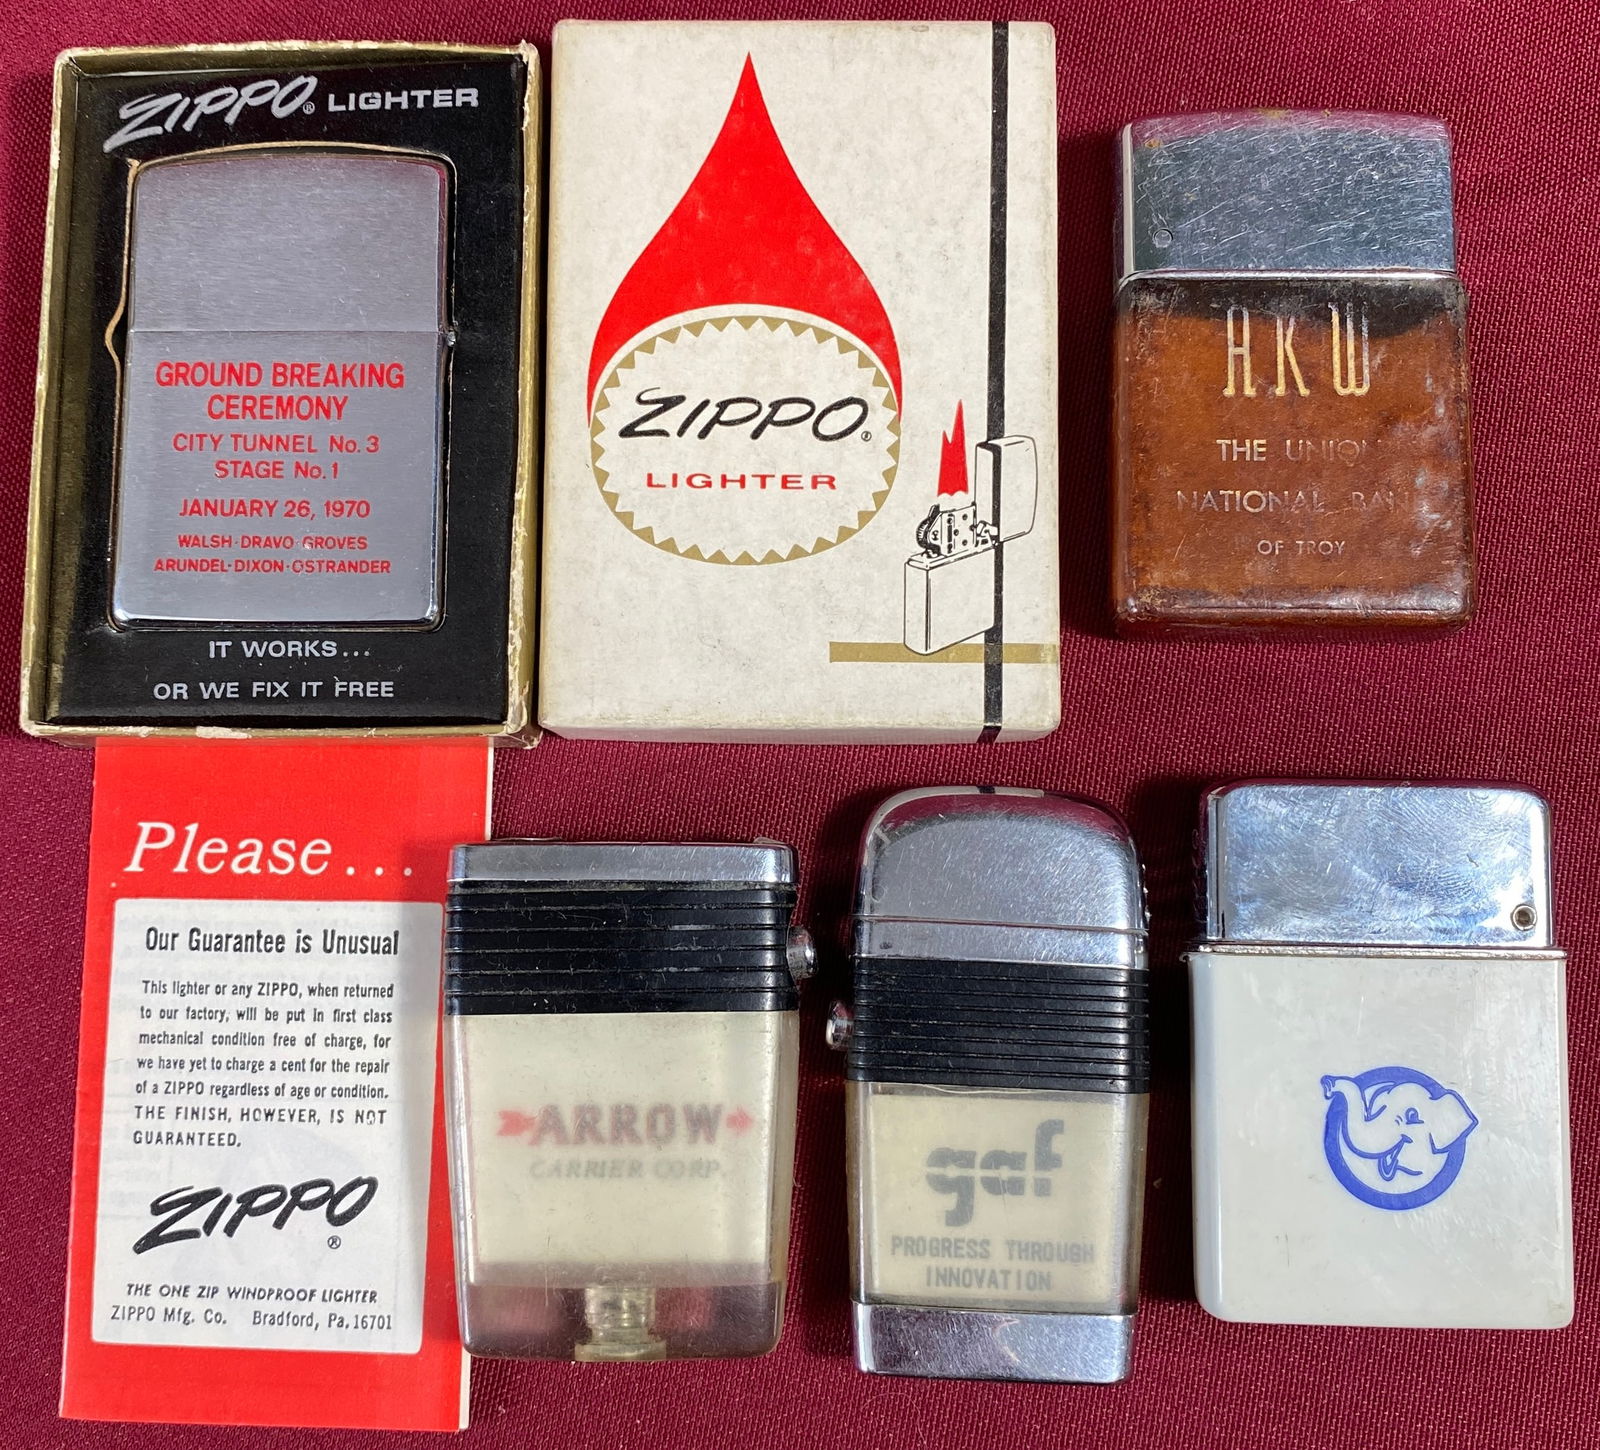 ZIPPO® LIGHTER
GROUND BREAKING
CEREMONY
CITY TUNNEL No. 3
STAGE No. 1
JANUARY 26, 1970
WALSH-DRAVO-GROVES
ARUNDEL-DIXON-OSTRANDER
IT WORKS...
OR WE FIX IT FREE
ZIPPO®
LIGHTER
AKW
THE UNION
NATIONAL BANK
OF TROY
Please...
Our Guarantee is Unusual
This lighter or any ZIPPO, when returned
to our factory, will be put in first class
mechanical condition free of charge, for
we have yet to charge a cent for the repair
of a ZIPPO regardless of age or condition.
THE FINISH, HOWEVER, IS NOT
GUARANTEED.
ZIPPO
®
THE ONE ZIP WINDPROOF LIGHTER
ZIPPO Mfg. Co. Bradford, Pa. 16701
ARROW
CARRIER CORP.
gaf
PROGRESS THROUGH
INNOVATION